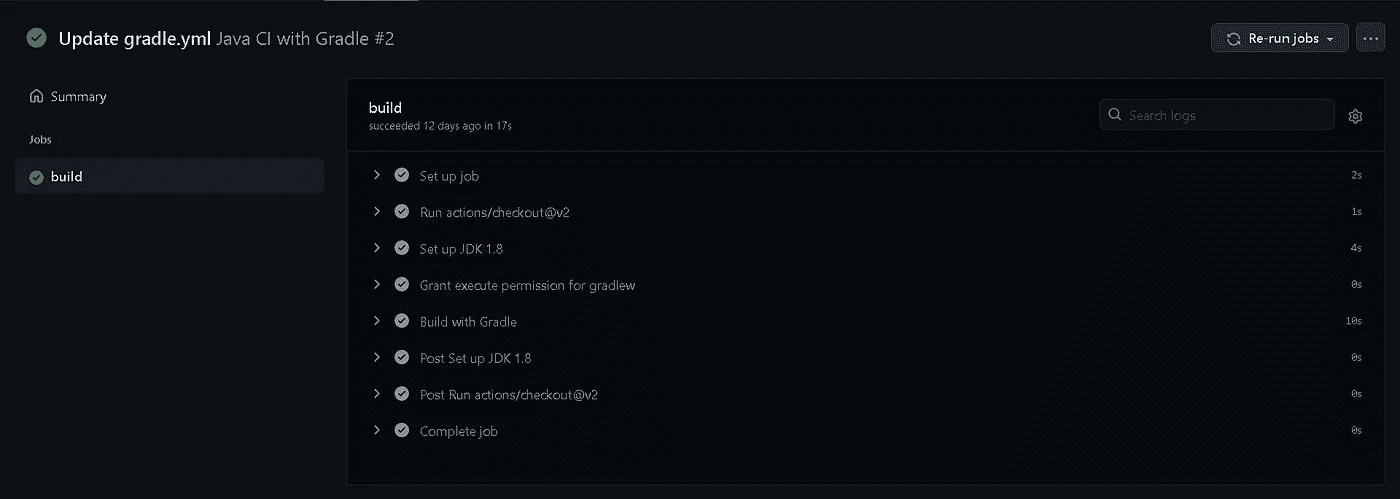 Update gradle.yml Java CI with Gradle #2
Re-run jobs
Summary
Jobs
build
build
succeeded 12 days ago in 17s
Search logs
Set up job 2s
Run actions/checkout@v2 1s
Set up JDK 1.8 4s
Grant execute permission for gradlew 0s
Build with Gradle 10s
Post Set up JDK 1.8 0s
Post Run actions/checkout@v2 0s
Complete job 0s